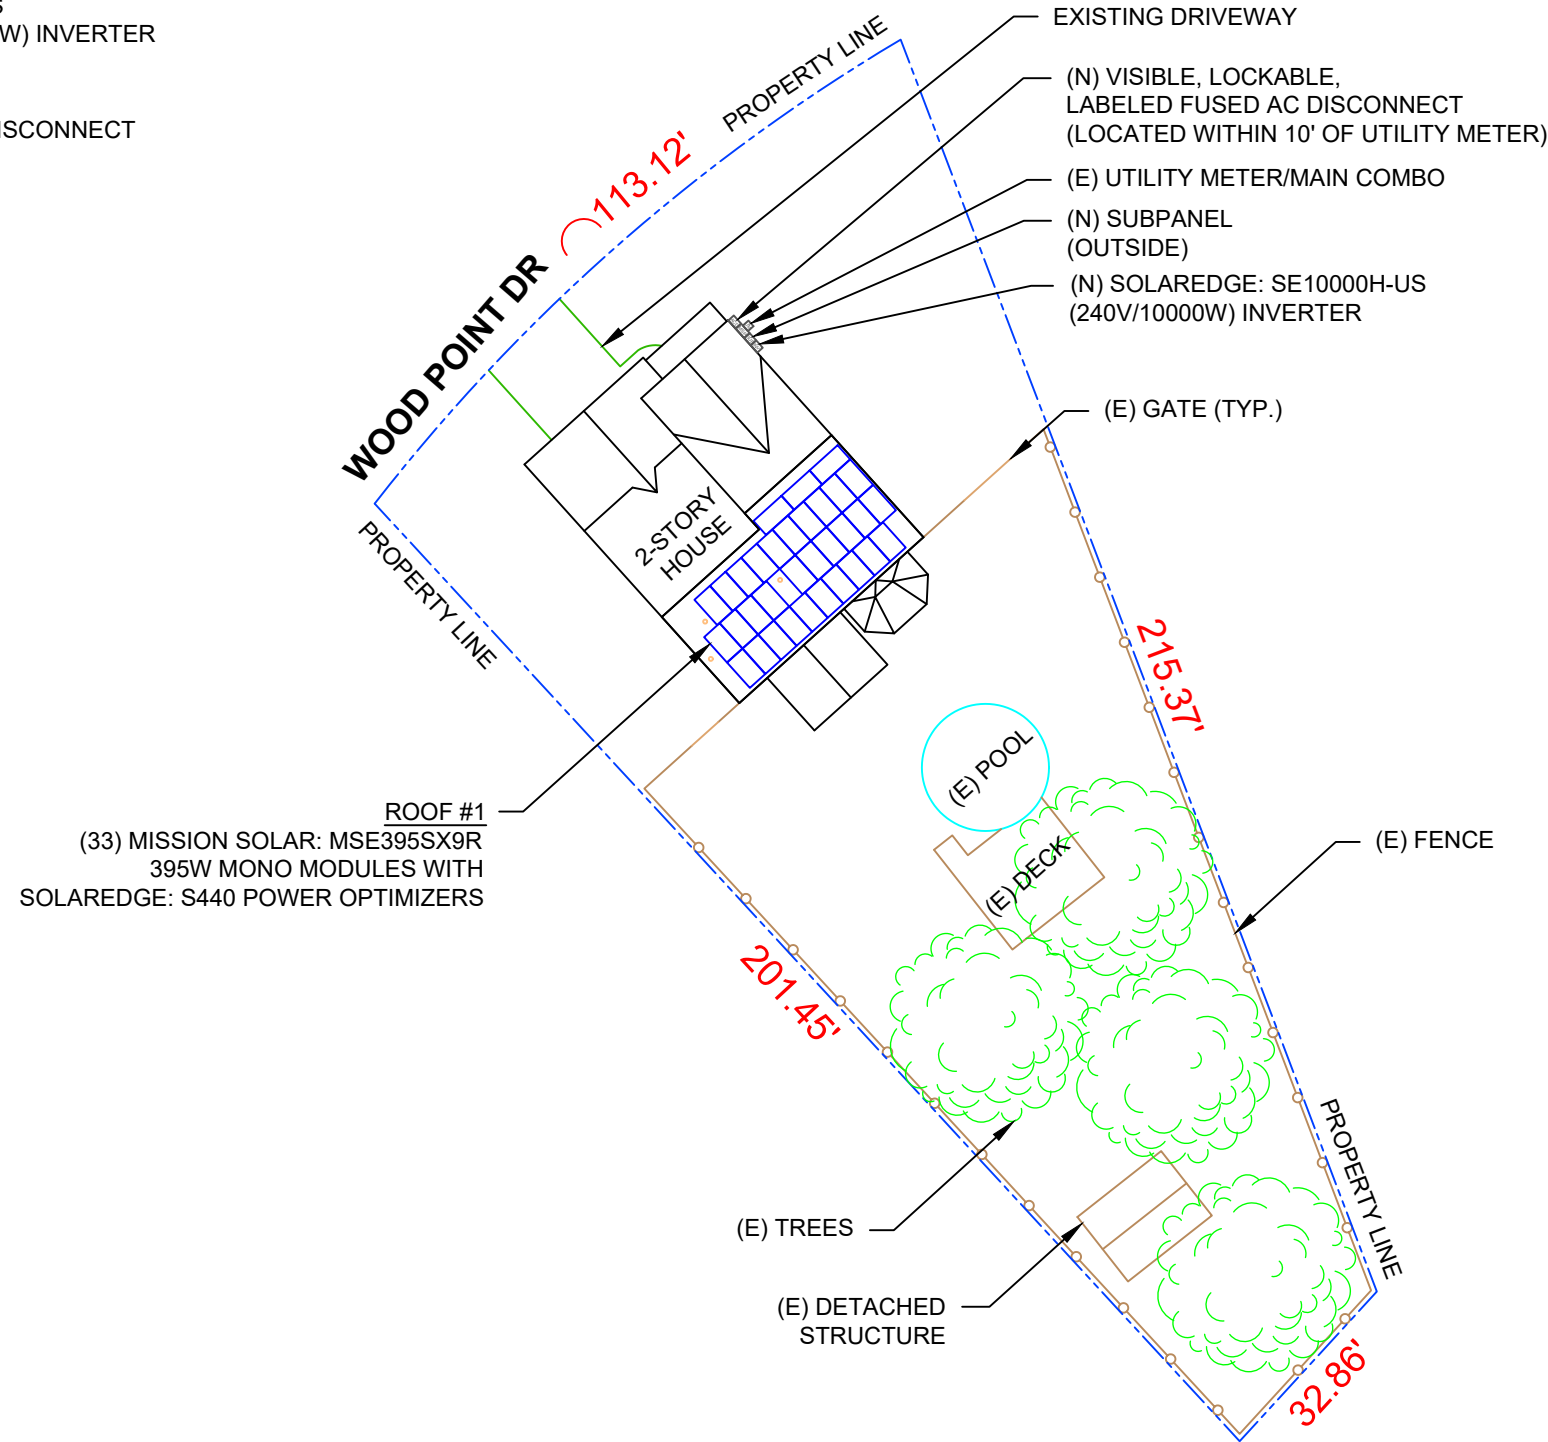 W) INVERTER
EXISTING DRIVEWAY
PROPERTY LINE
(N) VISIBLE, LOCKABLE,
LABELED FUSED AC DISCONNECT
(LOCATED WITHIN 10' OF UTILITY METER)
113.12'
(E) UTILITY METER/MAIN COMBO
(N) SUBPANEL
(OUTSIDE)
(N) SOLAREDGE: SE10000H-US
(240V/10000W) INVERTER
WOOD POINT DR
(E) GATE (TYP.)
2-STORY
HOUSE
PROPERTY LINE
215.37'
(E) POOL
ROOF #1
(33) MISSION SOLAR: MSE395SX9R
395W MONO MODULES WITH
SOLAREDGE: S440 POWER OPTIMIZERS
(E) FENCE
(E) DECK
201.45'
PROPERTY LINE
(E) TREES
(E) DETACHED
STRUCTURE
32.86'